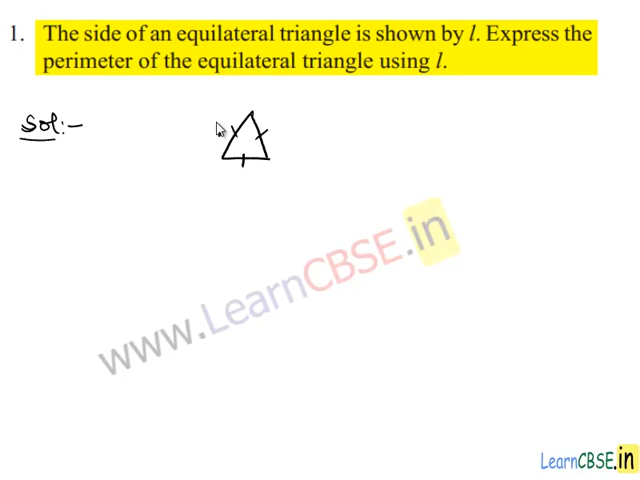 1. The side of an equilateral triangle is shown by l. Express the
perimeter of the equilateral triangle using l.
Sol:-
www.LearnCBSE.in
LearnCBSE.in